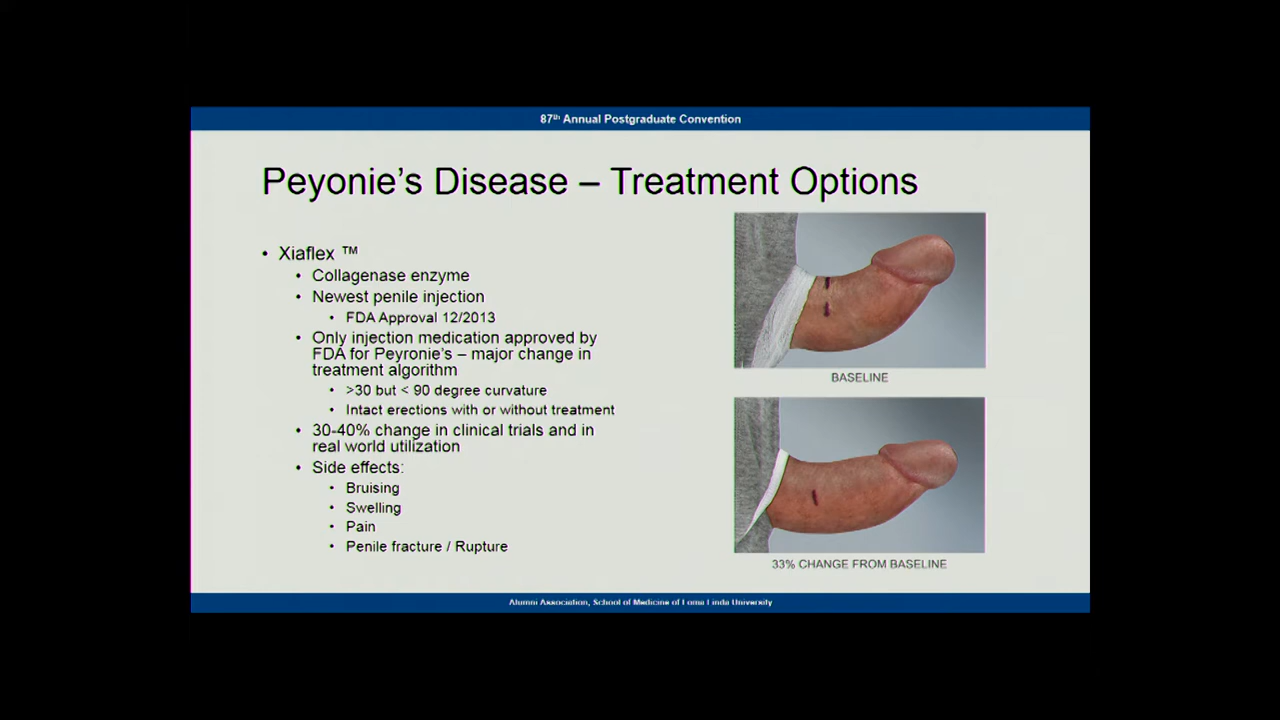 87th Annual Postgraduate Convention
Peyonie's Disease – Treatment Options
• Xiaflex ™
• Collagenase enzyme
• Newest penile injection
• FDA Approval 12/2013
• Only injection medication approved by
FDA for Peyronie's – major change in
treatment algorithm
• >30 but < 90 degree curvature
• Intact erections with or without treatment
• 30-40% change in clinical trials and in
real world utilization
• Side effects:
• Bruising
• Swelling
• Pain
• Penile fracture / Rupture
BASELINE
33% CHANGE FROM BASELINE
Alumni Association, School of Medicine of Loma Linda University